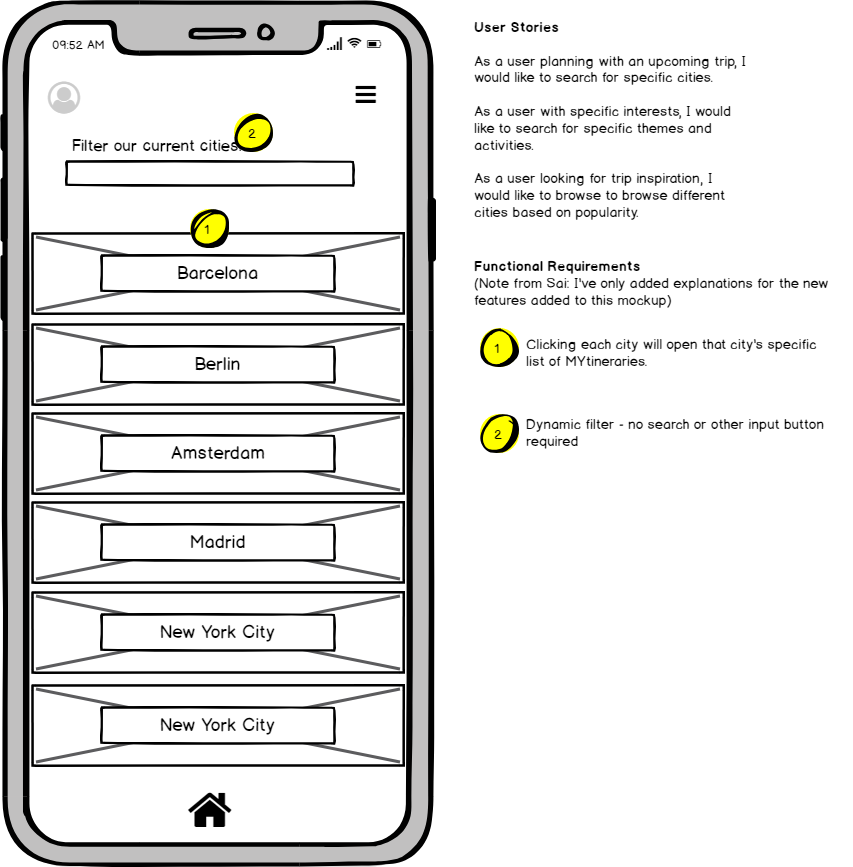 09:52 AM
Filter our current cities:
2
1
Barcelona
Berlin
Amsterdam
Madrid
New York City
New York City
User Stories
As a user planning with an upcoming trip, I
would like to search for specific cities.
As a user with specific interests, I would
like to search for specific themes and
activities.
As a user looking for trip inspiration, I
would like to browse to browse different
cities based on popularity.
Functional Requirements
(Note from Sai: I've only added explanations for the new
features added to this mockup)
1
Clicking each city will open that city's specific
list of MYtineraries.
2
Dynamic filter - no search or other input button
required